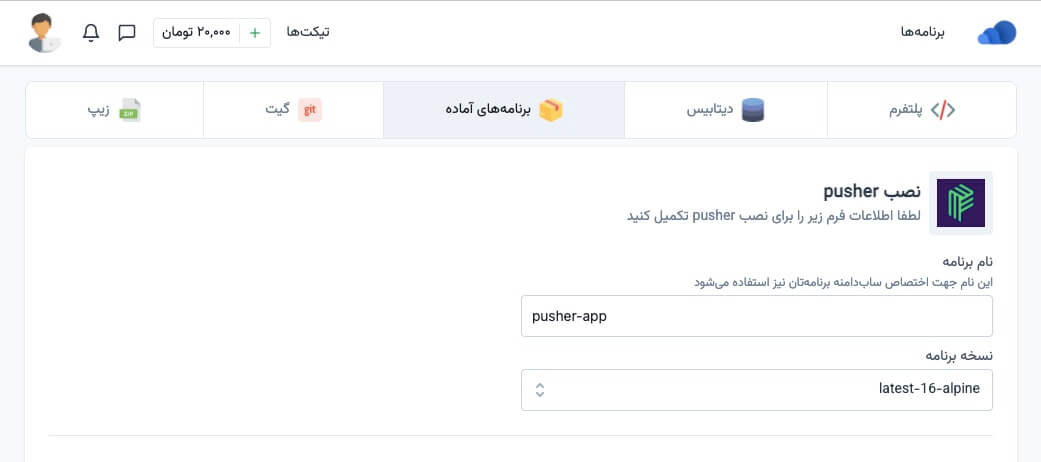 برنامه‌ها
تیکت‌ها
+ ۲۰,۰۰۰ تومان
پلتفرم
دیتابیس
برنامه‌های آماده
git گیت
ZIP زیپ
نصب pusher
لطفا اطلاعات فرم زیر را برای نصب pusher تکمیل کنید
نام برنامه
این نام جهت اختصاص ساب‌دامنه برنامه‌تان نیز استفاده می‌شود
pusher-app
نسخه برنامه
latest-16-alpine